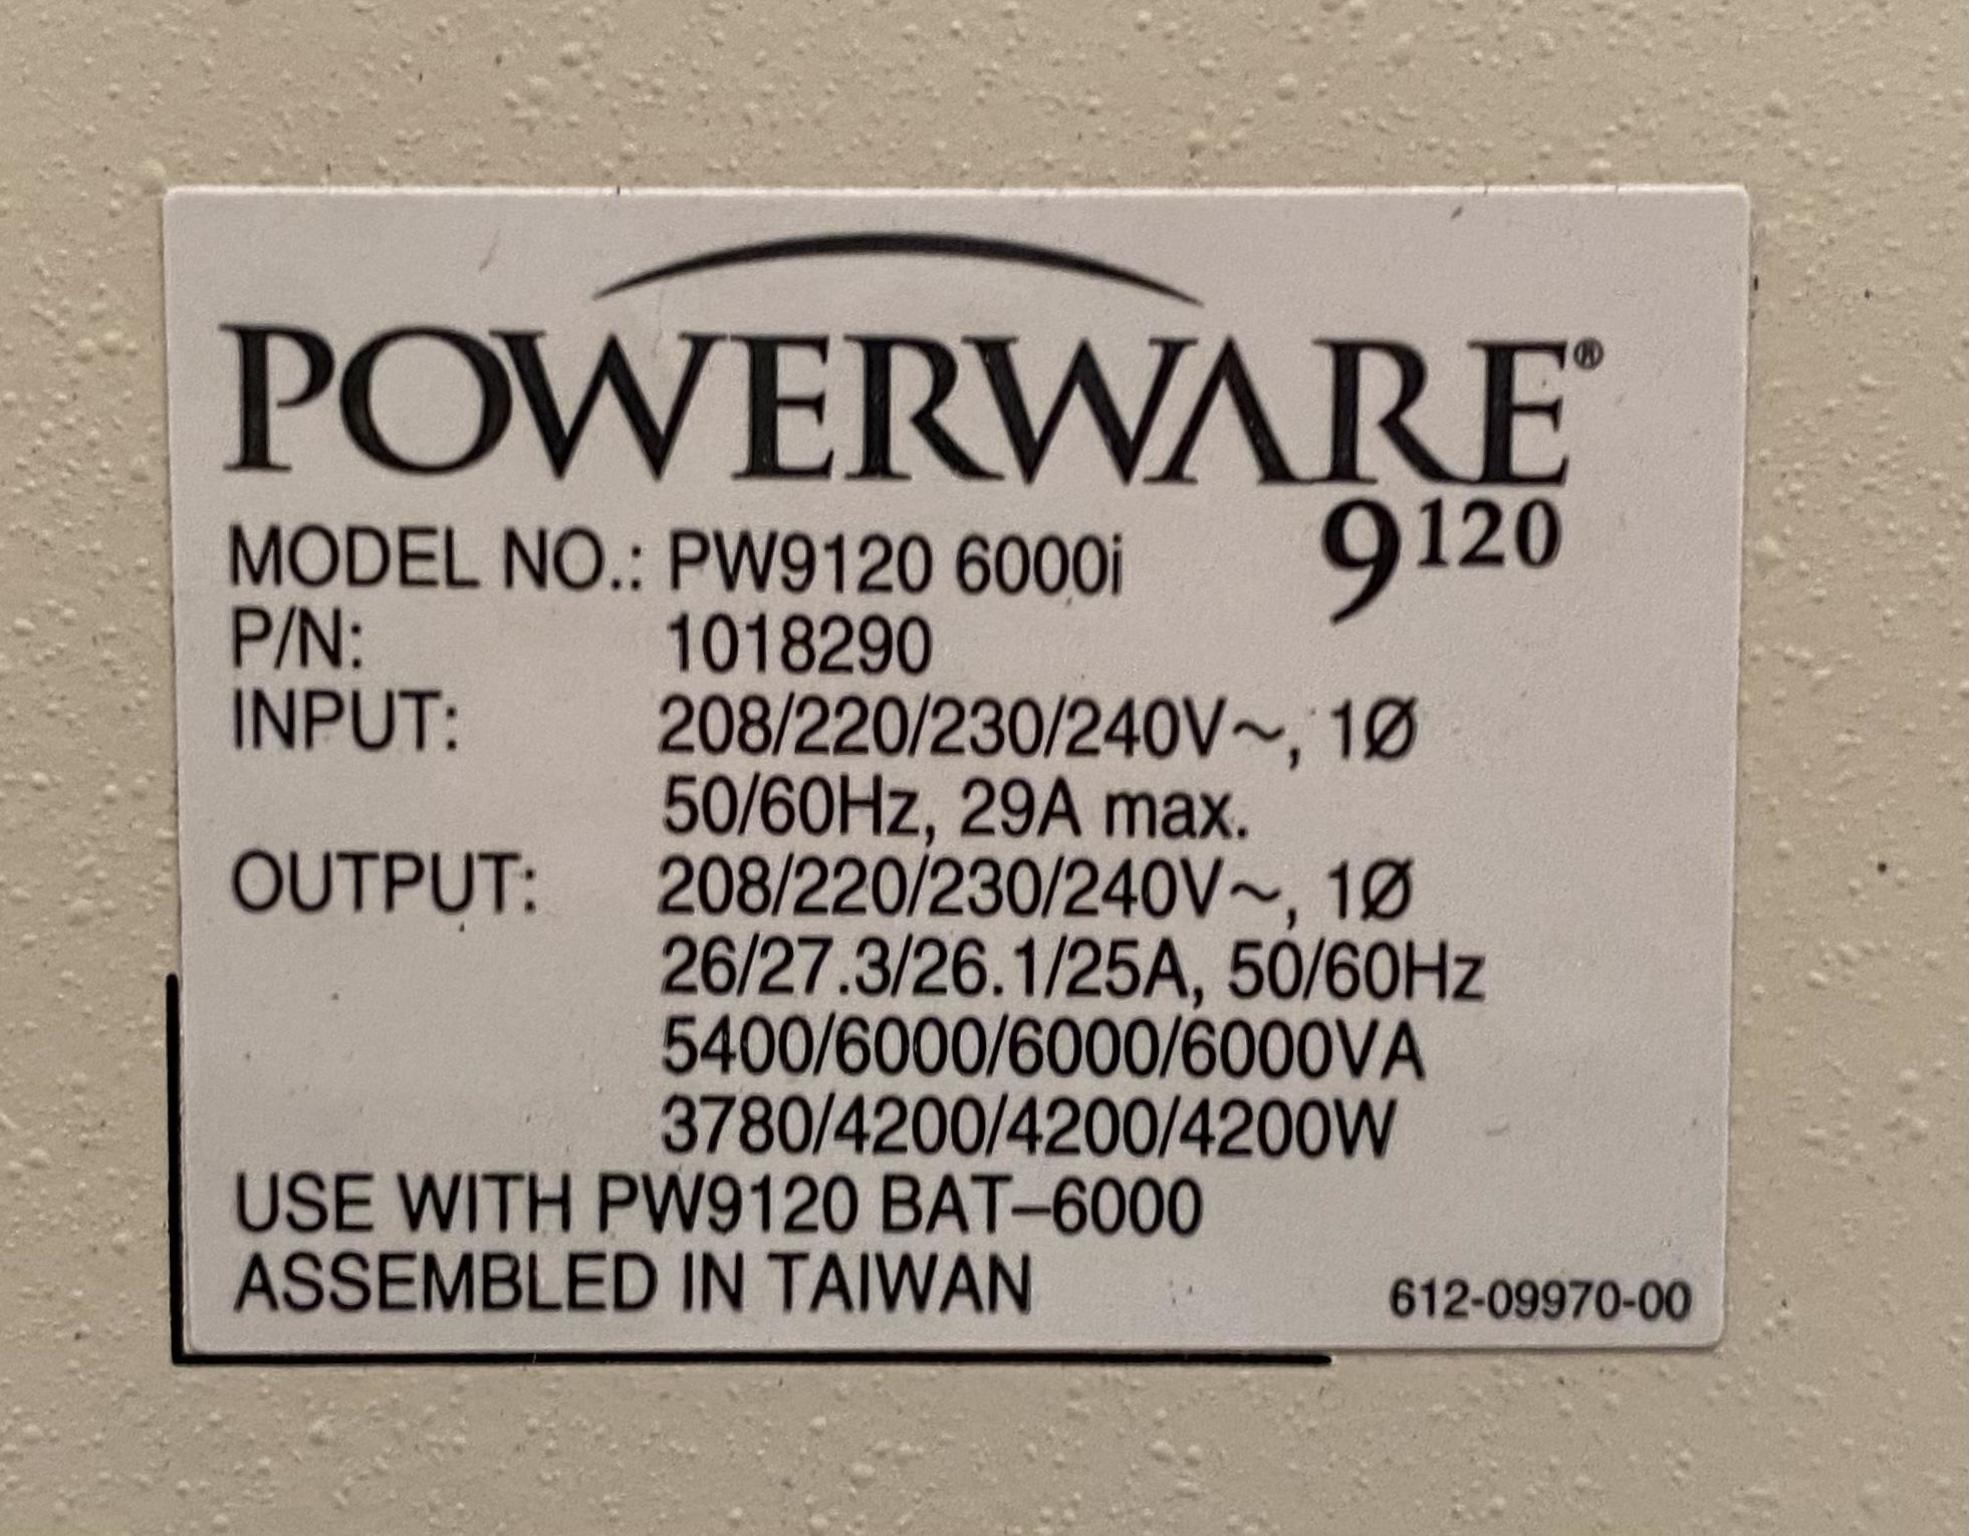 POWERWARE®
9120
MODEL NO.: PW9120 6000i
P/N: 1018290
INPUT: 208/220/230/240V~, 1Ø
50/60Hz, 29A max.
OUTPUT: 208/220/230/240V~, 1Ø
26/27.3/26.1/25A, 50/60Hz
5400/6000/6000/6000VA
3780/4200/4200/4200W
USE WITH PW9120 BAT–6000
ASSEMBLED IN TAIWAN 612-09970-00